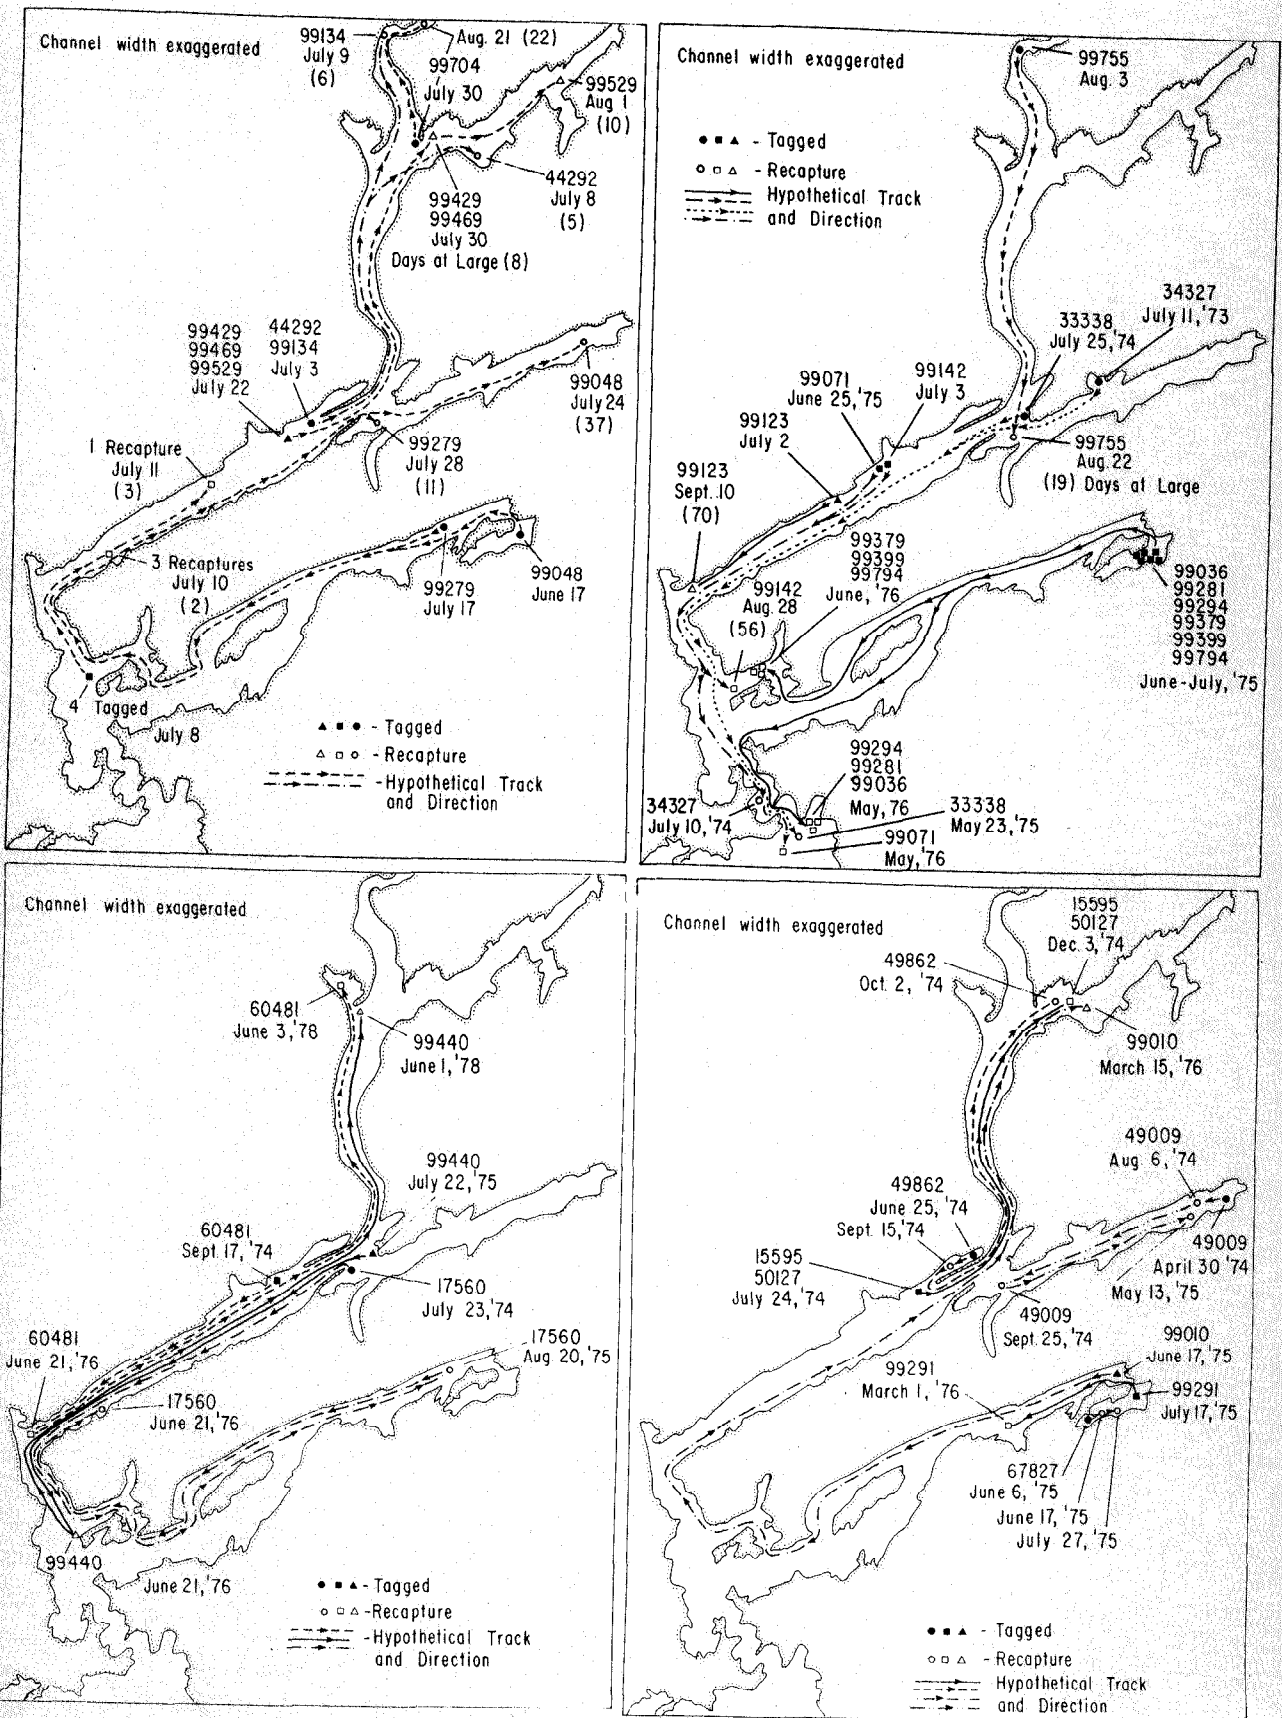 Channel width exaggerated
99134
July 9
(6)
Aug. 21 (22)
99704
July 30
99529
Aug 1
(10)
44292
July 8
(5)
99429
99469
July 30
Days at Large (8)
99429
99469
99529
July 22
44292
99134
July 3
99048
July 24
(37)
1 Recapture
July 11
(3)
99279
July 28
(11)
3 Recaptures
July 10
(2)
99279
July 17
99048
June 17
4 Tagged
July 8
- Tagged
- Recapture
- Hypothetical Track
and Direction
Channel width exaggerated
99755
Aug. 3
- Tagged
- Recapture
Hypothetical Track
and Direction
34327
July 11, '73
33338
July 25, '74
99071
June 25, '75
99142
July 3
99123
July 2
99755
Aug. 22
(19) Days at Large
99123
Sept. 10
(70)
99379
99399
99794
June, '76
99142
Aug. 28
(56)
99036
99281
99294
99379
99399
99794
June-July, '75
99294
99281
99036
May, '76
34327
July 10, '74
33338
May 23, '75
99071
May, '76
Channel width exaggerated
60481
June 3, '78
99440
June 1, '78
99440
July 22, '75
60481
Sept. 17, '74
17560
July 23, '74
60481
June 21, '76
17560
Aug. 20, '75
17560
June 21, '76
99440
June 21, '76
- Tagged
- Recapture
- Hypothetical Track
and Direction
Channel width exaggerated
15595
50127
Dec. 3, '74
49862
Oct. 2, '74
99010
March 15, '76
49009
Aug 6, '74
49862
June 25, '74
Sept. 15, '74
15595
50127
July 24, '74
49009
April 30 '74
May 13, '75
49009
Sept. 25, '74
99010
June 17, '75
99291
March 1, '76
99291
July 17, '75
67827
June 6, '75
June 17, '75
July 27, '75
- Tagged
- Recapture
Hypothetical Track
and Direction